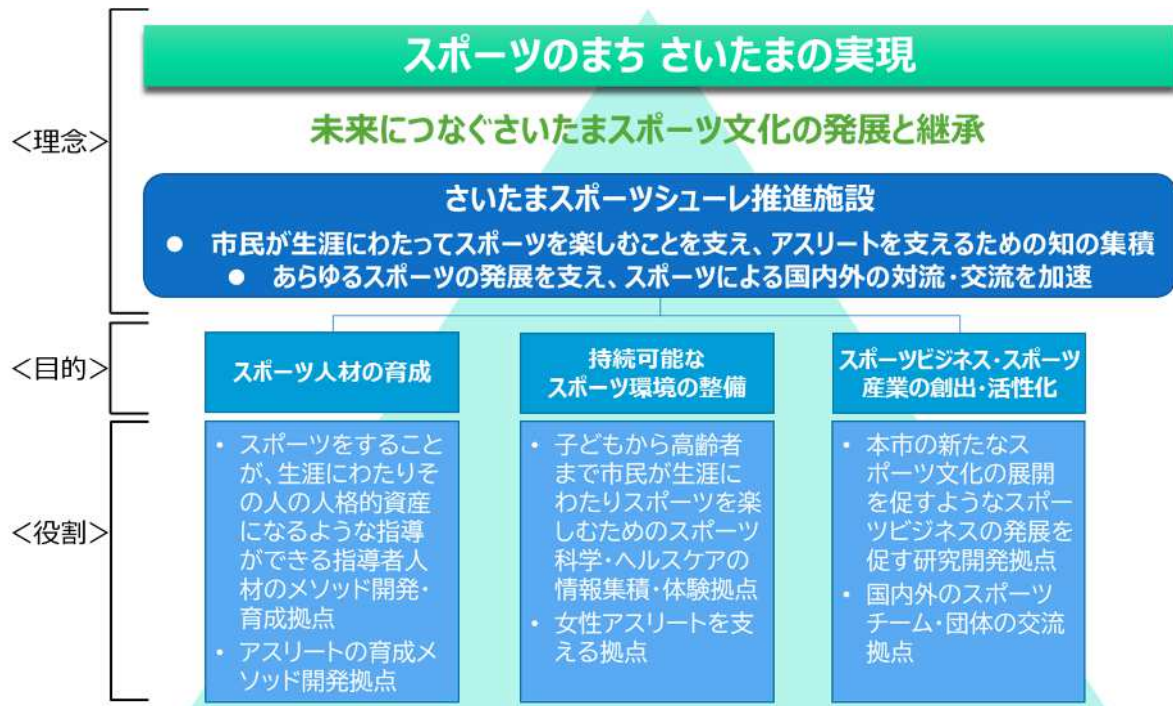 スポーツのまち さいたまの実現
未来につなぐさいたまスポーツ文化の発展と継承
<理念>
さいたまスポーツシューレ推進施設
● 市民が生涯にわたってスポーツを楽しむことを支え、アスリートを支えるための知の集積
● あらゆるスポーツの発展を支え、スポーツによる国内外の対流・交流を加速
<目的>
スポーツ人材の育成
持続可能な
スポーツ環境の整備
スポーツビジネス・スポーツ
産業の創出・活性化
<役割>
• スポーツをすること
が、生涯にわたりそ
の人の人格的資産
になるような指導
ができる指導者人
材のメソッド開発・
育成拠点
• アスリートの育成メ
ソッド開発拠点
• 子どもから高齢者
まで市民が生涯に
わたりスポーツを楽
しむためのスポーツ
科学・ヘルスケアの
情報集積・体験拠点
• 女性アスリートを支
える拠点
• 本市の新たなス
ポーツ文化の展開
を促すようなスポー
ツビジネスの発展を
促す研究開発拠点
• 国内外のスポーツ
チーム・団体の交流
拠点